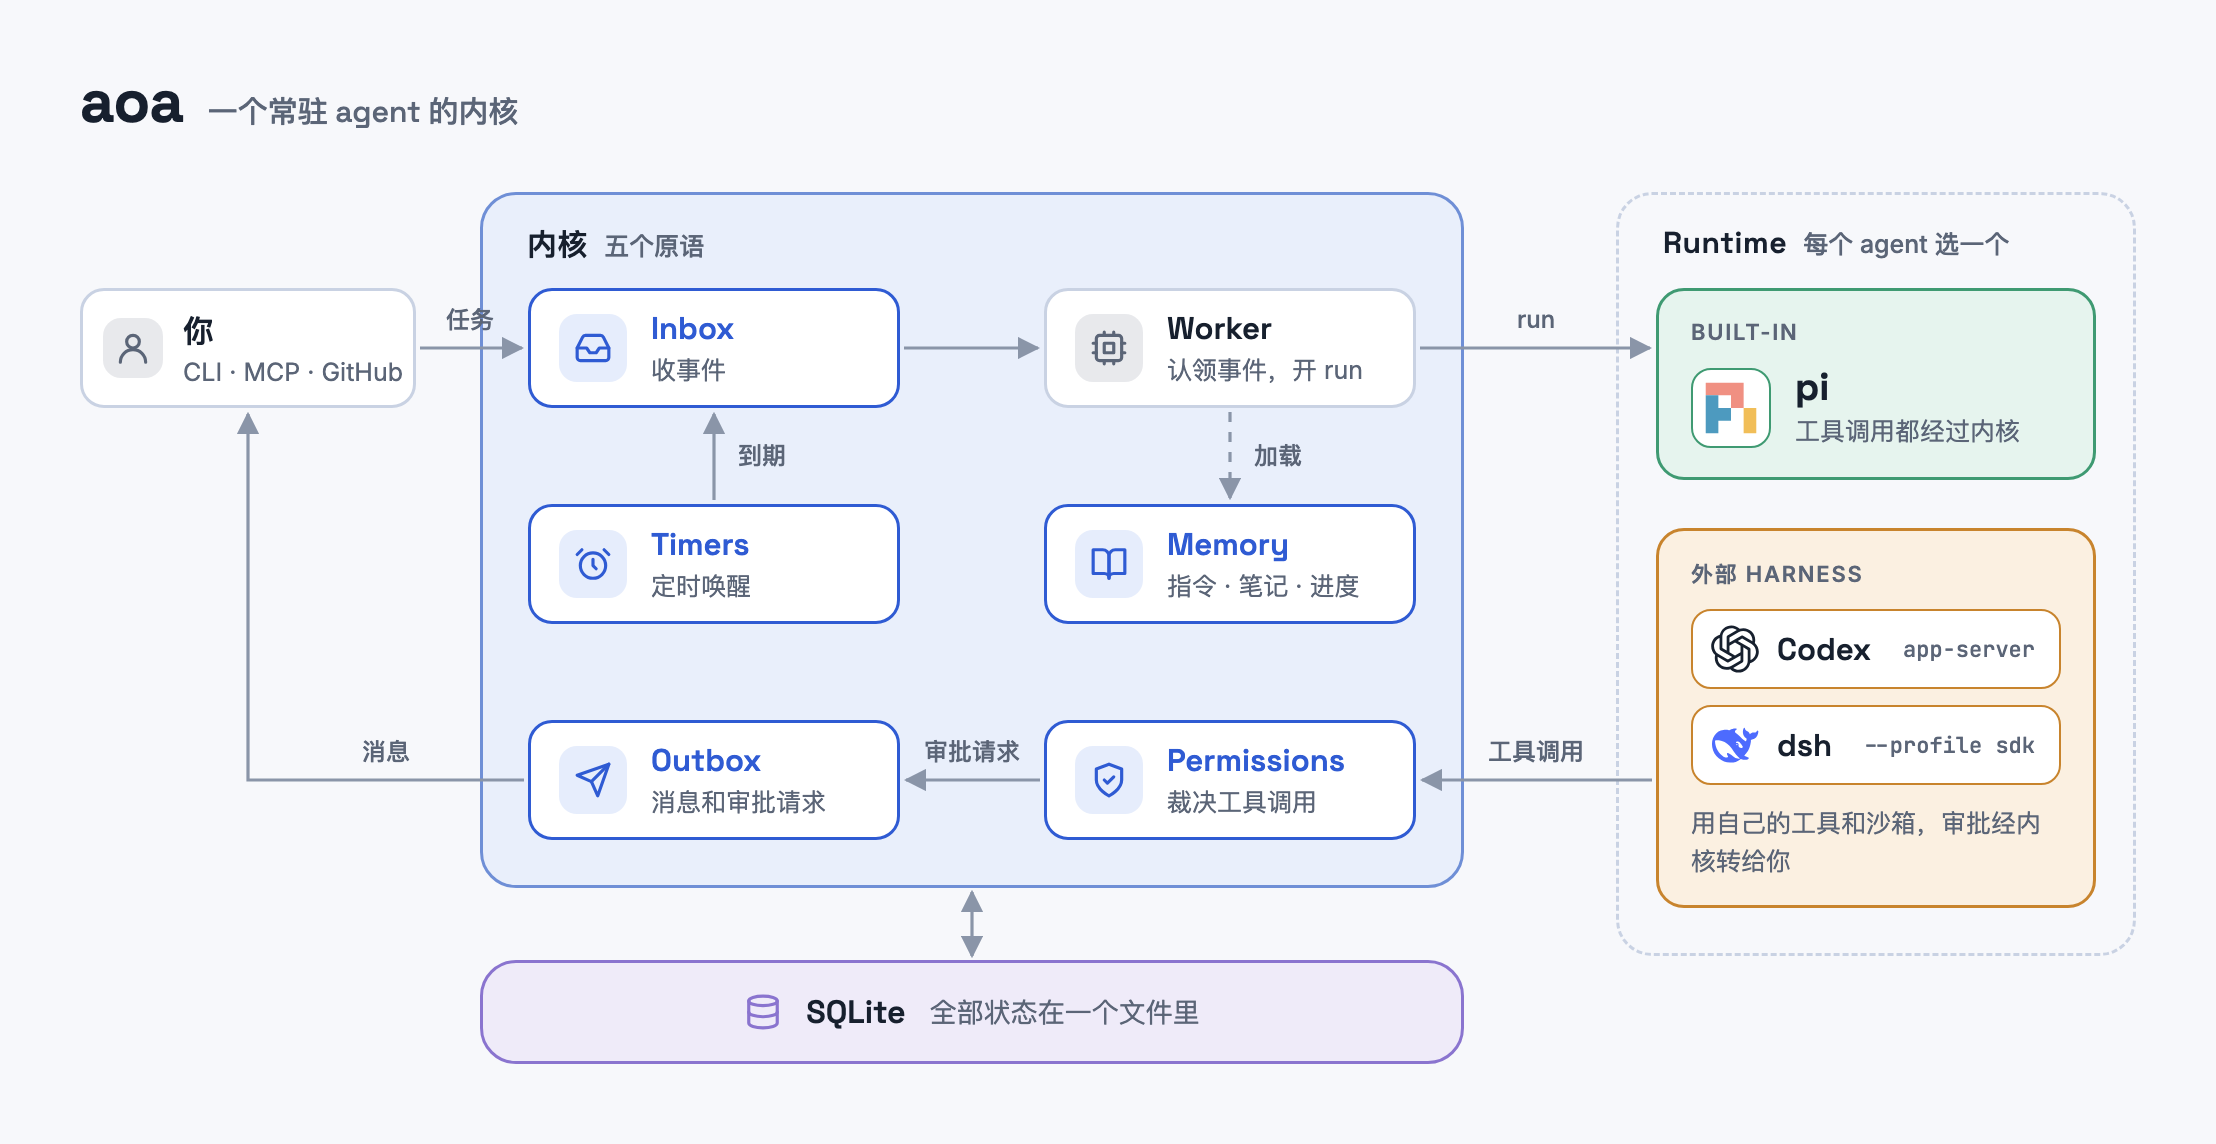 aoa 一个常驻 agent 的内核
内核 五个原语
Runtime 每个 agent 选一个
你
CLI · MCP · GitHub
任务
Inbox
收事件
Worker
认领事件，开 run
run
BUILT-IN
pi
工具调用都经过内核
到期
加载
Timers
定时唤醒
Memory
指令 · 笔记 · 进度
外部 HARNESS
Codex app-server
dsh --profile sdk
用自己的工具和沙箱，审批经内
核转给你
消息
Outbox
消息和审批请求
审批请求
Permissions
裁决工具调用
工具调用
SQLite 全部状态在一个文件里